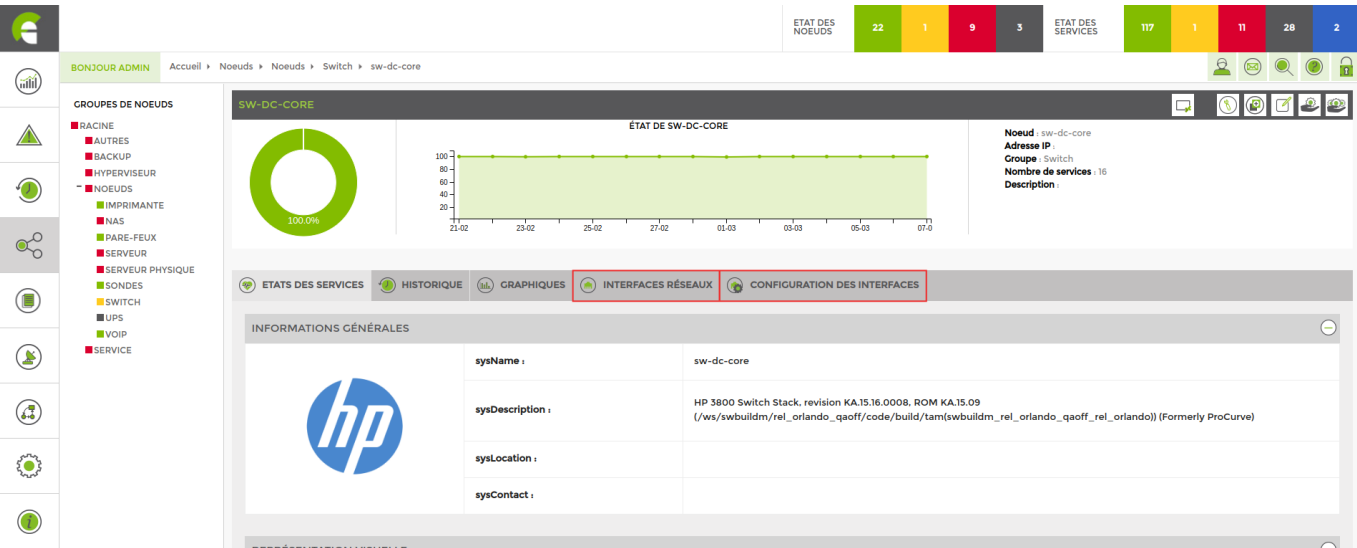 ETAT DES NOEUDS
22 1 9 3
ETAT DES SERVICES
117 1 11 28 2
BONJOUR ADMIN
Accueil Noeuds Noeuds Switch sw-dc-core
GROUPES DE NOEUDS
RACINE
AUTRES
BACKUP
HYPERVISEUR
NOEUDS
IMPRIMANTE
NAS
PARE-FEUX
SERVEUR
SERVEUR PHYSIQUE
SONDES
SWITCH
UPS
VOIP
SERVICE
SW-DC-CORE
100.0%
ÉTAT DE SW-DC-CORE
100
80
60
40
20
21-02 23-02 25-02 27-02 01-03 03-03 05-03 07-0
Noeud : sw-dc-core
Adresse IP :
Groupe : Switch
Nombre de services : 16
Description :
ETATS DES SERVICES HISTORIQUE GRAPHIQUES INTERFACES RÉSEAUX CONFIGURATION DES INTERFACES
INFORMATIONS GÉNÉRALES
hp
sysName : sw-dc-core
sysDescription : HP 3800 Switch Stack, revision KA.15.16.0008, ROM KA.15.09
(/ws/swbuildm/rel_orlando_qaoff/code/build/tam(swbuildm_rel_orlando_qaoff_rel_orlando)) (Formerly ProCurve)
sysLocation :
sysContact :